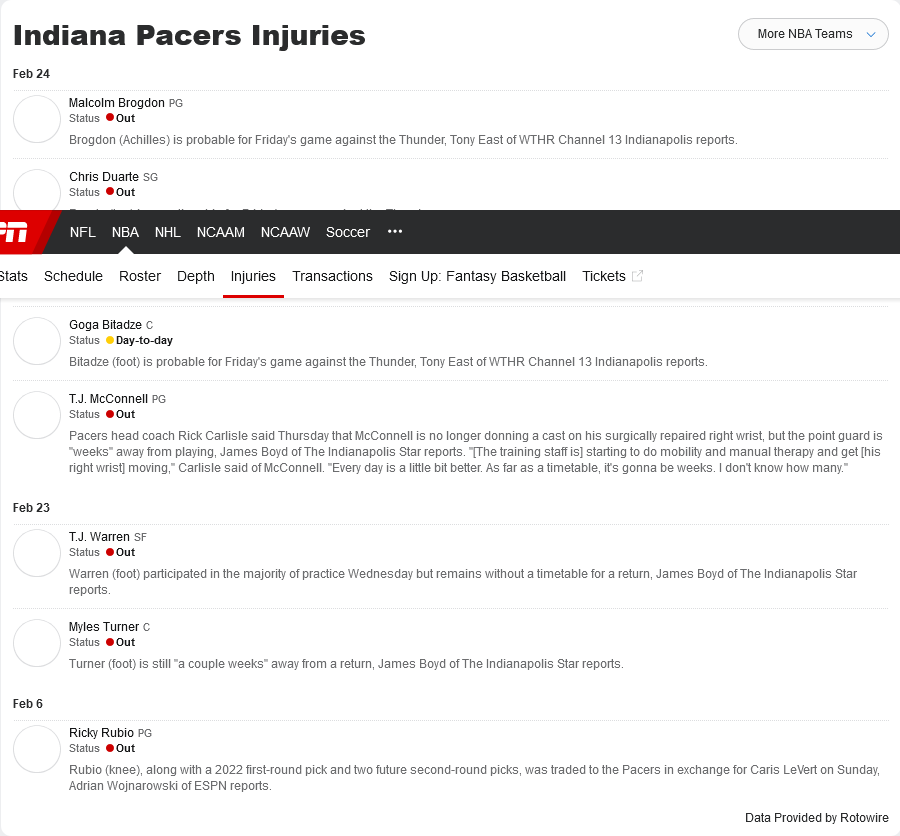 Indiana Pacers Injuries
More NBA Teams
Feb 24
Malcolm Brogdon PG
Status Out
Brogdon (Achilles) is probable for Friday's game against the Thunder, Tony East of WTHR Channel 13 Indianapolis reports.
Chris Duarte SG
Status Out
NFL NBA NHL NCAAM NCAAW Soccer •••
Stats Schedule Roster Depth Injuries Transactions Sign Up: Fantasy Basketball Tickets
Goga Bitadze C
Status Day-to-day
Bitadze (foot) is probable for Friday's game against the Thunder, Tony East of WTHR Channel 13 Indianapolis reports.
T.J. McConnell PG
Status Out
Pacers head coach Rick Carlisle said Thursday that McConnell is no longer donning a cast on his surgically repaired right wrist, but the point guard is
"weeks" away from playing, James Boyd of The Indianapolis Star reports. "[The training staff is] starting to do mobility and manual therapy and get [his
right wrist] moving," Carlisle said of McConnell. "Every day is a little bit better. As far as a timetable, it's gonna be weeks. I don't know how many."
Feb 23
T.J. Warren SF
Status Out
Warren (foot) participated in the majority of practice Wednesday but remains without a timetable for a return, James Boyd of The Indianapolis Star
reports.
Myles Turner C
Status Out
Turner (foot) is still "a couple weeks" away from a return, James Boyd of The Indianapolis Star reports.
Feb 6
Ricky Rubio PG
Status Out
Rubio (knee), along with a 2022 first-round pick and two future second-round picks, was traded to the Pacers in exchange for Caris LeVert on Sunday,
Adrian Wojnarowski of ESPN reports.
Data Provided by Rotowire